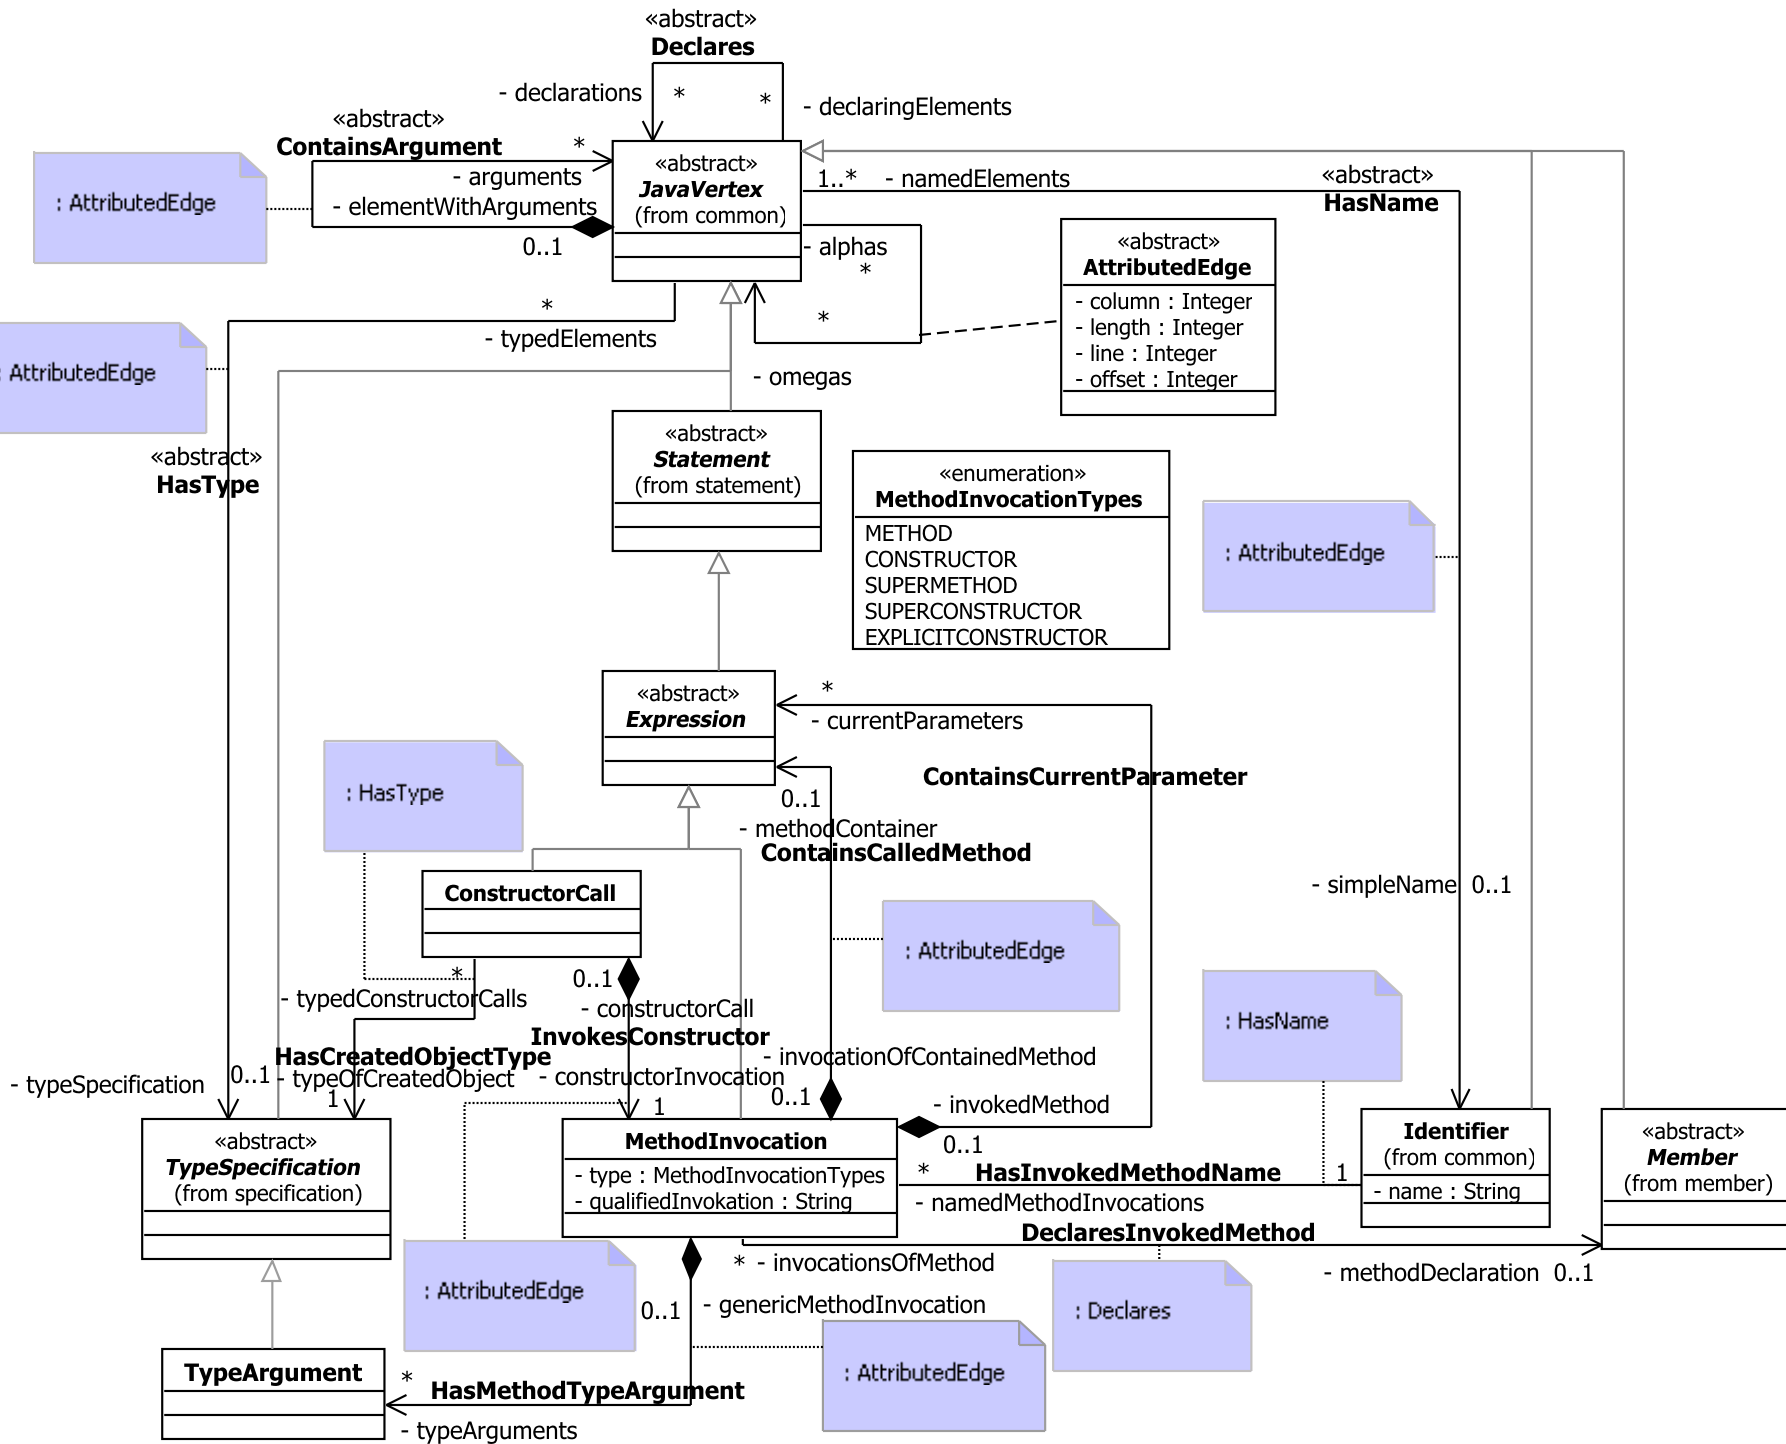 «abstract»
Declares
- declarations
*
*
- declaringElements
«abstract»
ContainsArgument
*
- arguments
- elementWithArguments
0..1
: AttributedEdge
«abstract»
JavaVertex
(from common)
1..*
- namedElements
«abstract»
HasName
- alphas
*
*
- omegas
«abstract»
AttributedEdge
- column : Integer
- length : Integer
- line : Integer
- offset : Integer
*
- typedElements
: AttributedEdge
«abstract»
HasType
«abstract»
Statement
(from statement)
«enumeration»
MethodInvocationTypes
METHOD
CONSTRUCTOR
SUPERMETHOD
SUPERCONSTRUCTOR
EXPLICITCONSTRUCTOR
: AttributedEdge
«abstract»
Expression
*
- currentParameters
ContainsCurrentParameter
0..1
- methodContainer
ContainsCalledMethod
: HasType
ConstructorCall
- simpleName
0..1
: AttributedEdge
*
- typedConstructorCalls
0..1
- constructorCall
InvokesConstructor
: HasName
HasCreatedObjectType
- typeOfCreatedObject
- constructorInvocation
- invocationOfContainedMethod
- typeSpecification
0..1
1
1
0..1
- invokedMethod
0..1
«abstract»
TypeSpecification
(from specification)
MethodInvocation
- type : MethodInvocationTypes
- qualifiedInvokation : String
*
HasInvokedMethodName
1
- namedMethodInvocations
Identifier
(from common)
- name : String
«abstract»
Member
(from member)
DeclaresInvokedMethod
*
- invocationsOfMethod
- methodDeclaration
0..1
: AttributedEdge
0..1
- genericMethodInvocation
: Declares
: AttributedEdge
TypeArgument
*
HasMethodTypeArgument
- typeArguments